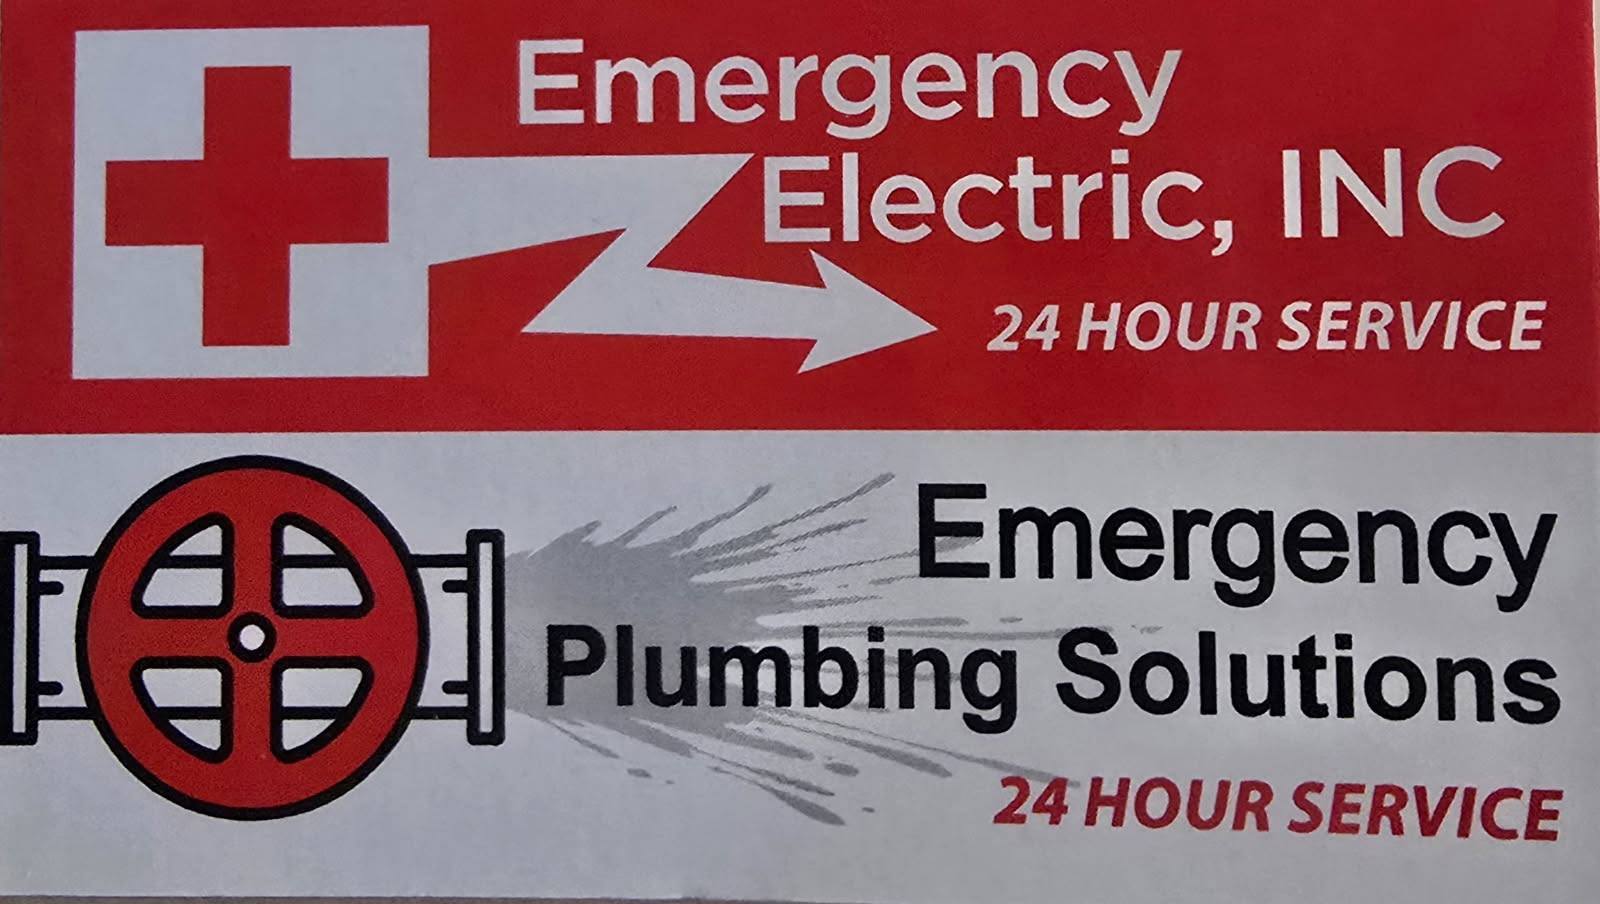 Emergency
Electric, INC
24 HOUR SERVICE
Emergency
Plumbing Solutions
24 HOUR SERVICE